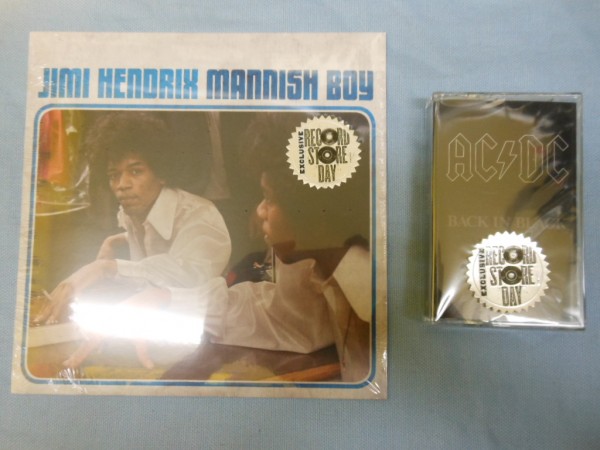 JIMI HENDRIX MANNISH BOY
EXCLUSIVE
RECORD
STORE
DAY
AC DC
BACK IN BLACK
EXCLUSIVE
RECORD
STORE
DAY